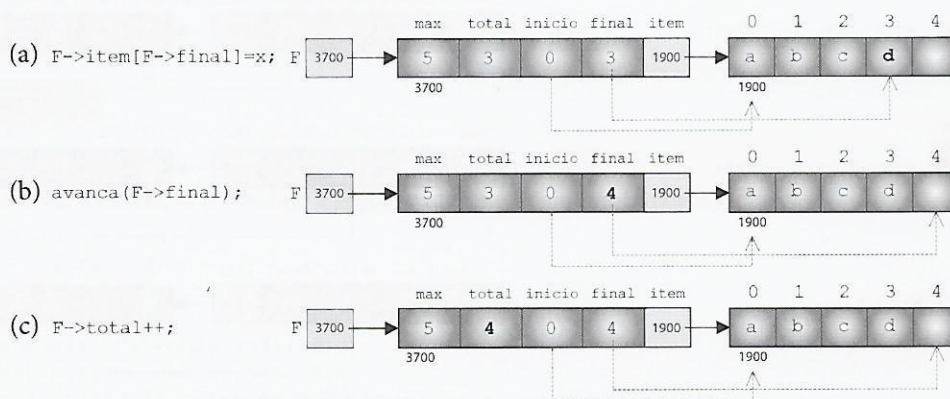 max total inicio final item 0 1 2 3 4
(a) F->item[F->final]=x; F 3700 5 3 0 3 1900 a b c d
3700 1900
max total inicio final item 0 1 2 3 4
(b) avanca(F->final); F 3700 5 3 0 4 1900 a b c d
3700 1900
max total inicio final item 0 1 2 3 4
(c) F->total++; F 3700 5 4 0 4 1900 a b c d
3700 1900